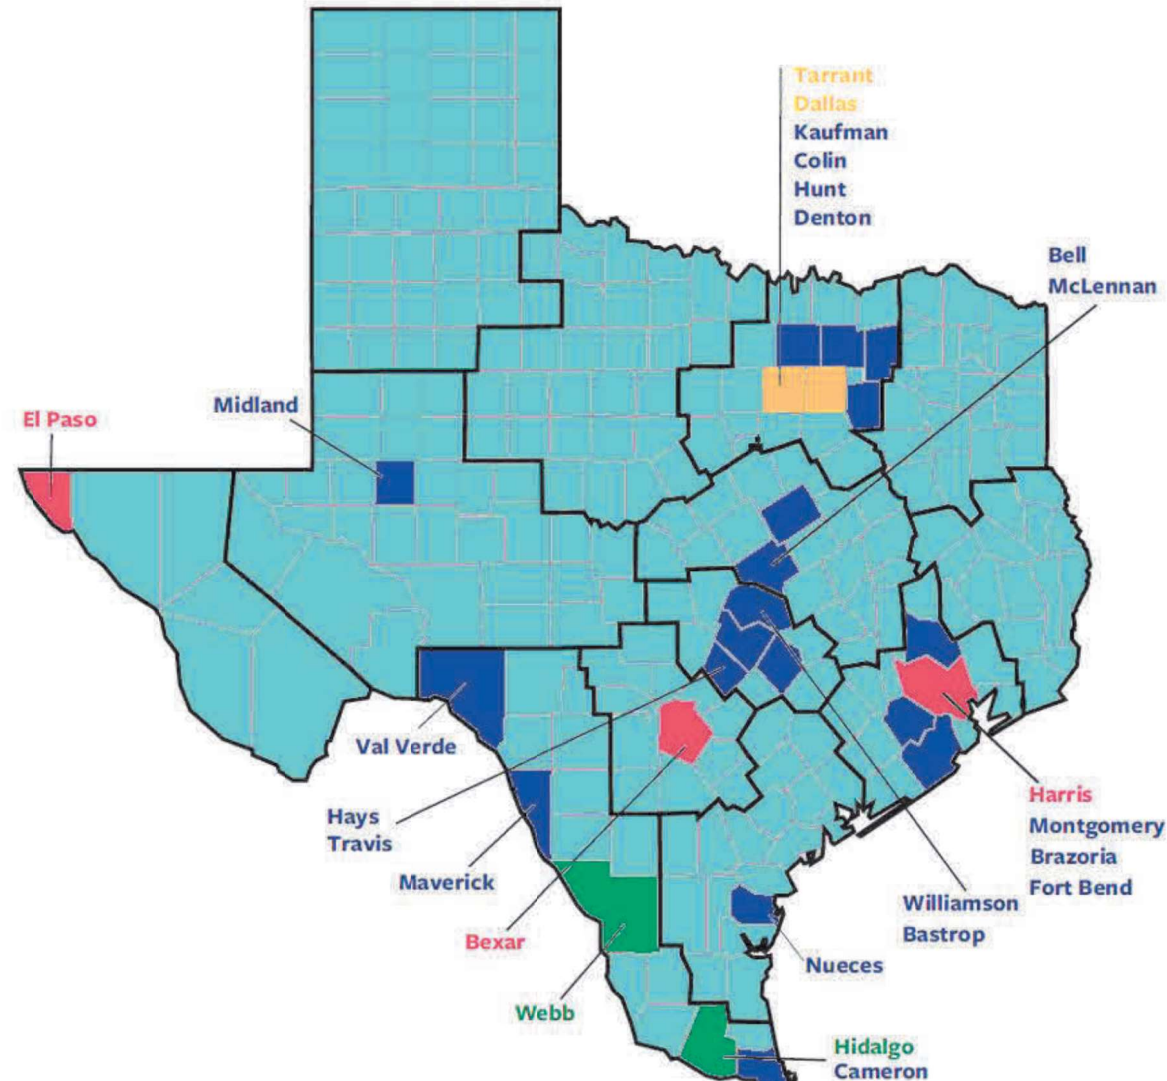 Tarrant
Dallas
Kaufman
Colin
Hunt
Denton
Bell
McLennan
Midland
El Paso
Val Verde
Hays
Travis
Maverick
Bexar
Webb
Harris
Montgomery
Brazoria
Fort Bend
Williamson
Bastrop
Nueces
Hidalgo
Cameron